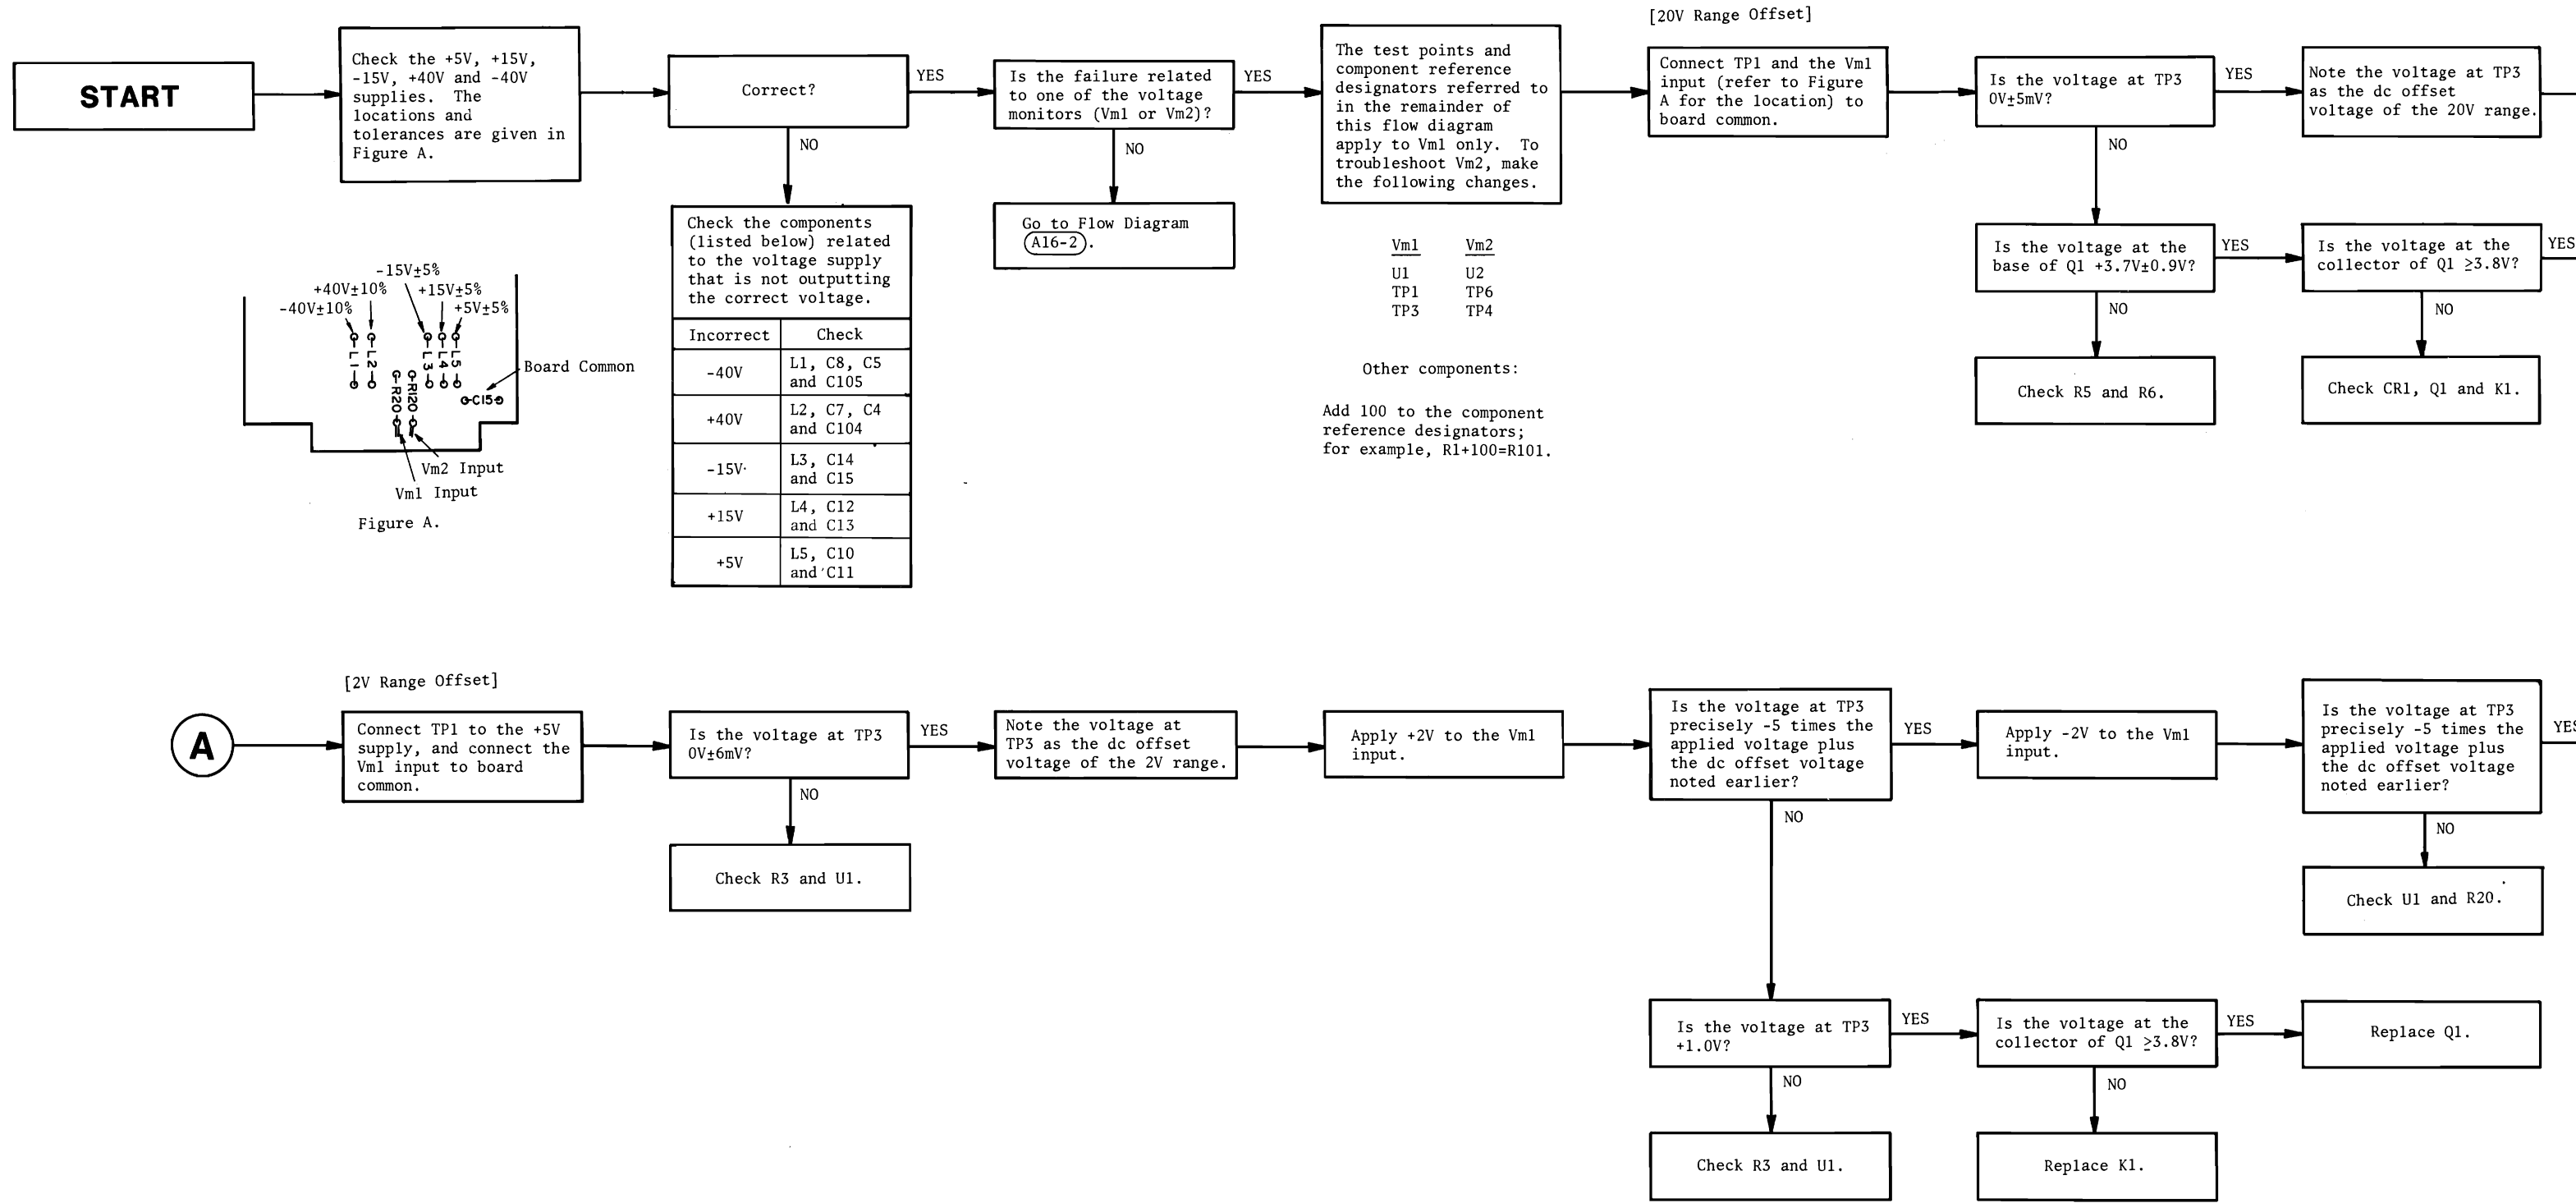 [20V Range Offset]
START
Check the +5V, +15V,
-15V, +40V and -40V
supplies. The
locations and
tolerances are given in
Figure A.
Correct?
YES
NO
Is the failure related
to one of the voltage
monitors (Vm1 or Vm2)?
YES
NO
The test points and
component reference
designators referred to
in the remainder of
this flow diagram
apply to Vm1 only. To
troubleshoot Vm2, make
the following changes.
Connect TP1 and the Vm1
input (refer to Figure
A for the location) to
board common.
Is the voltage at TP3
0V±5mV?
YES
NO
Note the voltage at TP3
as the dc offset
voltage of the 20V range.
Check the components
(listed below) related
to the voltage supply
that is not outputting
the correct voltage.
Incorrect Check
-40V L1, C8, C5
and C105
+40V L2, C7, C4
and C104
-15V L3, C14
and C15
+15V L4, C12
and C13
+5V L5, C10
and C11
Go to Flow Diagram
A16-2.
Vm1 Vm2
U1 U2
TP1 TP6
TP3 TP4
Other components:
Add 100 to the component
reference designators;
for example, R1+100=R101.
Is the voltage at the
base of Q1 +3.7V±0.9V?
YES
NO
Is the voltage at the
collector of Q1 ≥3.8V?
YES
NO
Check R5 and R6.
Check CR1, Q1 and K1.
-15V±5%
+40V±10% +15V±5%
-40V±10% +5V±5%
L1
L2
L3
L4
L5
R20
R120
C15
Board Common
Vm2 Input
Vm1 Input
Figure A.
[2V Range Offset]
A
Connect TP1 to the +5V
supply, and connect the
Vm1 input to board
common.
Is the voltage at TP3
0V±6mV?
YES
NO
Note the voltage at
TP3 as the dc offset
voltage of the 2V range.
Apply +2V to the Vm1
input.
Is the voltage at TP3
precisely -5 times the
applied voltage plus
the dc offset voltage
noted earlier?
YES
NO
Apply -2V to the Vm1
input.
Is the voltage at TP3
precisely -5 times the
applied voltage plus
the dc offset voltage
noted earlier?
YES
NO
Check R3 and U1.
Check U1 and R20.
Is the voltage at TP3
+1.0V?
YES
NO
Is the voltage at the
collector of Q1 ≥3.8V?
YES
NO
Replace Q1.
Check R3 and U1.
Replace K1.